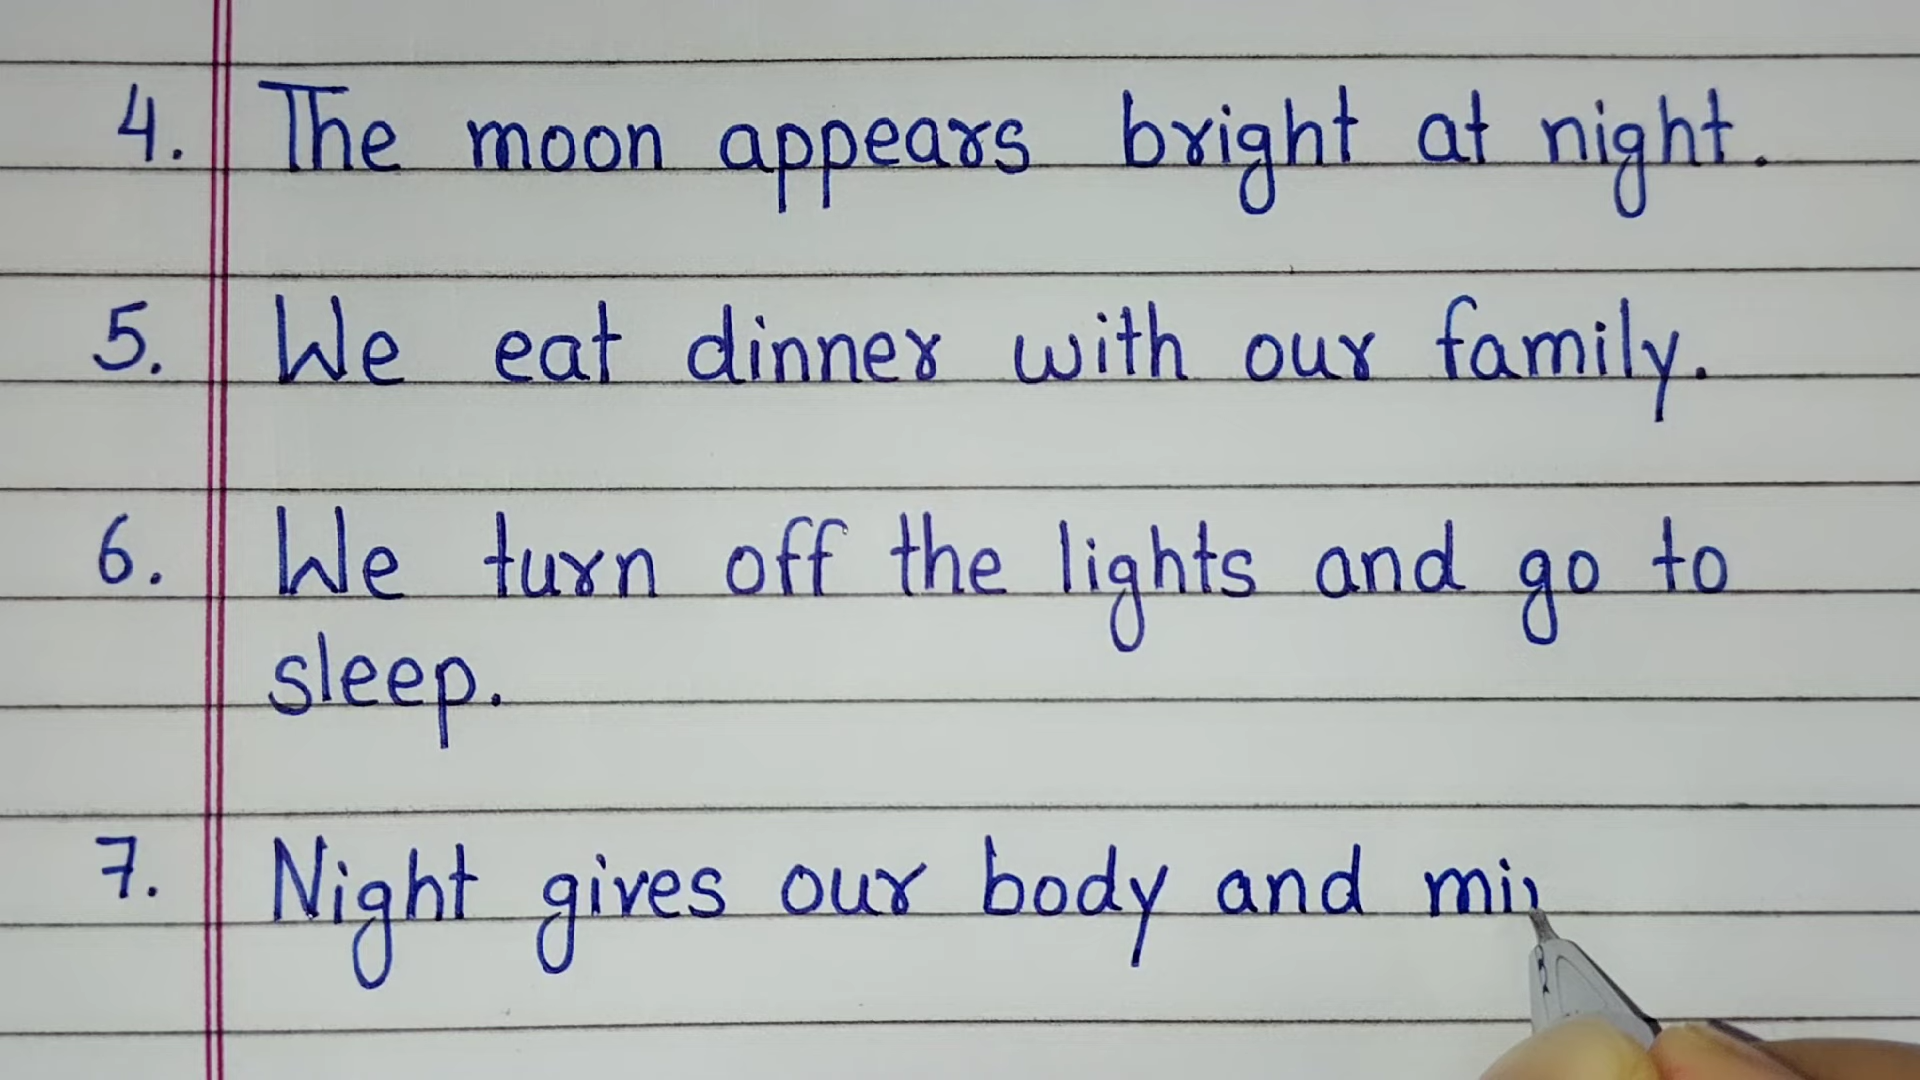 4. The moon appears bright at night.
5. We eat dinner with our family.
6. We turn off the lights and go to
sleep.
7. Night gives our body and